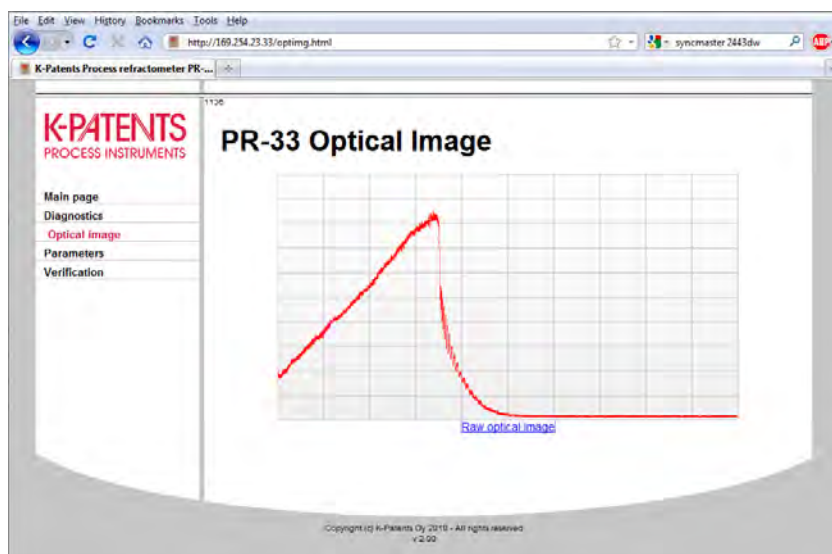 File Edit View History Bookmarks Tools Help
http://169.254.23.33/optimg.html
syncmaster 2443dw
ABP
K-Patents Process refractometer PR-...
K-PATENTS
PROCESS INSTRUMENTS
PR-33 Optical Image
Main page
Diagnostics
Optical image
Parameters
Verification
Raw optical image
Copyright (c) K-Patents Oy 2010 - All rights reserved
v 2.00